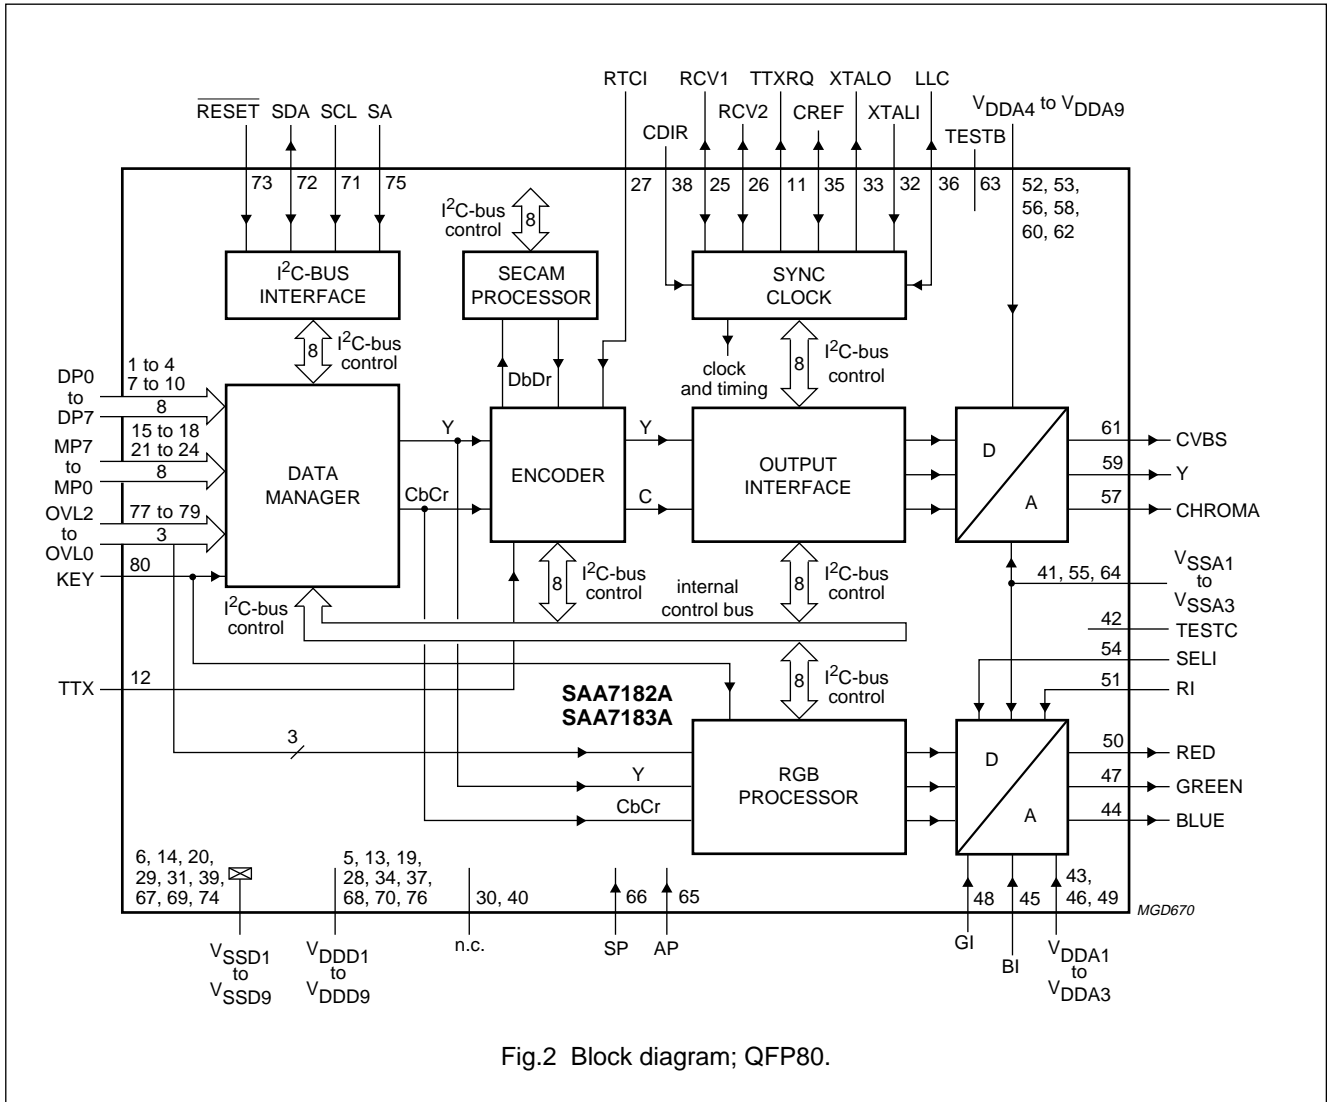 RTCI
RCV1
TTXRQ
XTALO
LLC
RESET
SDA
SCL
SA
CDIR
RCV2
CREF
XTALI
TESTB
VDDA4 to VDDA9
73
72
71
75
27
38
25
26
11
35
33
32
36
63
52, 53,
56, 58,
60, 62
I2C-bus
control
8
I2C-BUS
INTERFACE
SECAM
PROCESSOR
SYNC
CLOCK
8
I2C-bus
control
DbDr
clock
and timing
8
I2C-bus
control
DP0
to
DP7
1 to 4
7 to 10
8
MP7
to
MP0
15 to 18
21 to 24
8
OVL2
to
OVL0
77 to 79
3
KEY
80
DATA
MANAGER
Y
CbCr
ENCODER
Y
C
OUTPUT
INTERFACE
D
A
61
CVBS
59
Y
57
CHROMA
I2C-bus
control
8
I2C-bus
control
internal
control bus
8
I2C-bus
control
41, 55, 64
VSSA1
to
VSSA3
42
TESTC
54
SELI
51
RI
TTX
12
SAA7182A
SAA7183A
8
I2C-bus
control
3
Y
CbCr
RGB
PROCESSOR
D
A
50
RED
47
GREEN
44
BLUE
6, 14, 20,
29, 31, 39,
67, 69, 74
5, 13, 19,
28, 34, 37,
68, 70, 76
30, 40
66
65
48
45
43,
46, 49
MGD670
VSSD1
to
VSSD9
VDDD1
to
VDDD9
n.c.
SP
AP
GI
BI
VDDA1
to
VDDA3
Fig.2 Block diagram; QFP80.